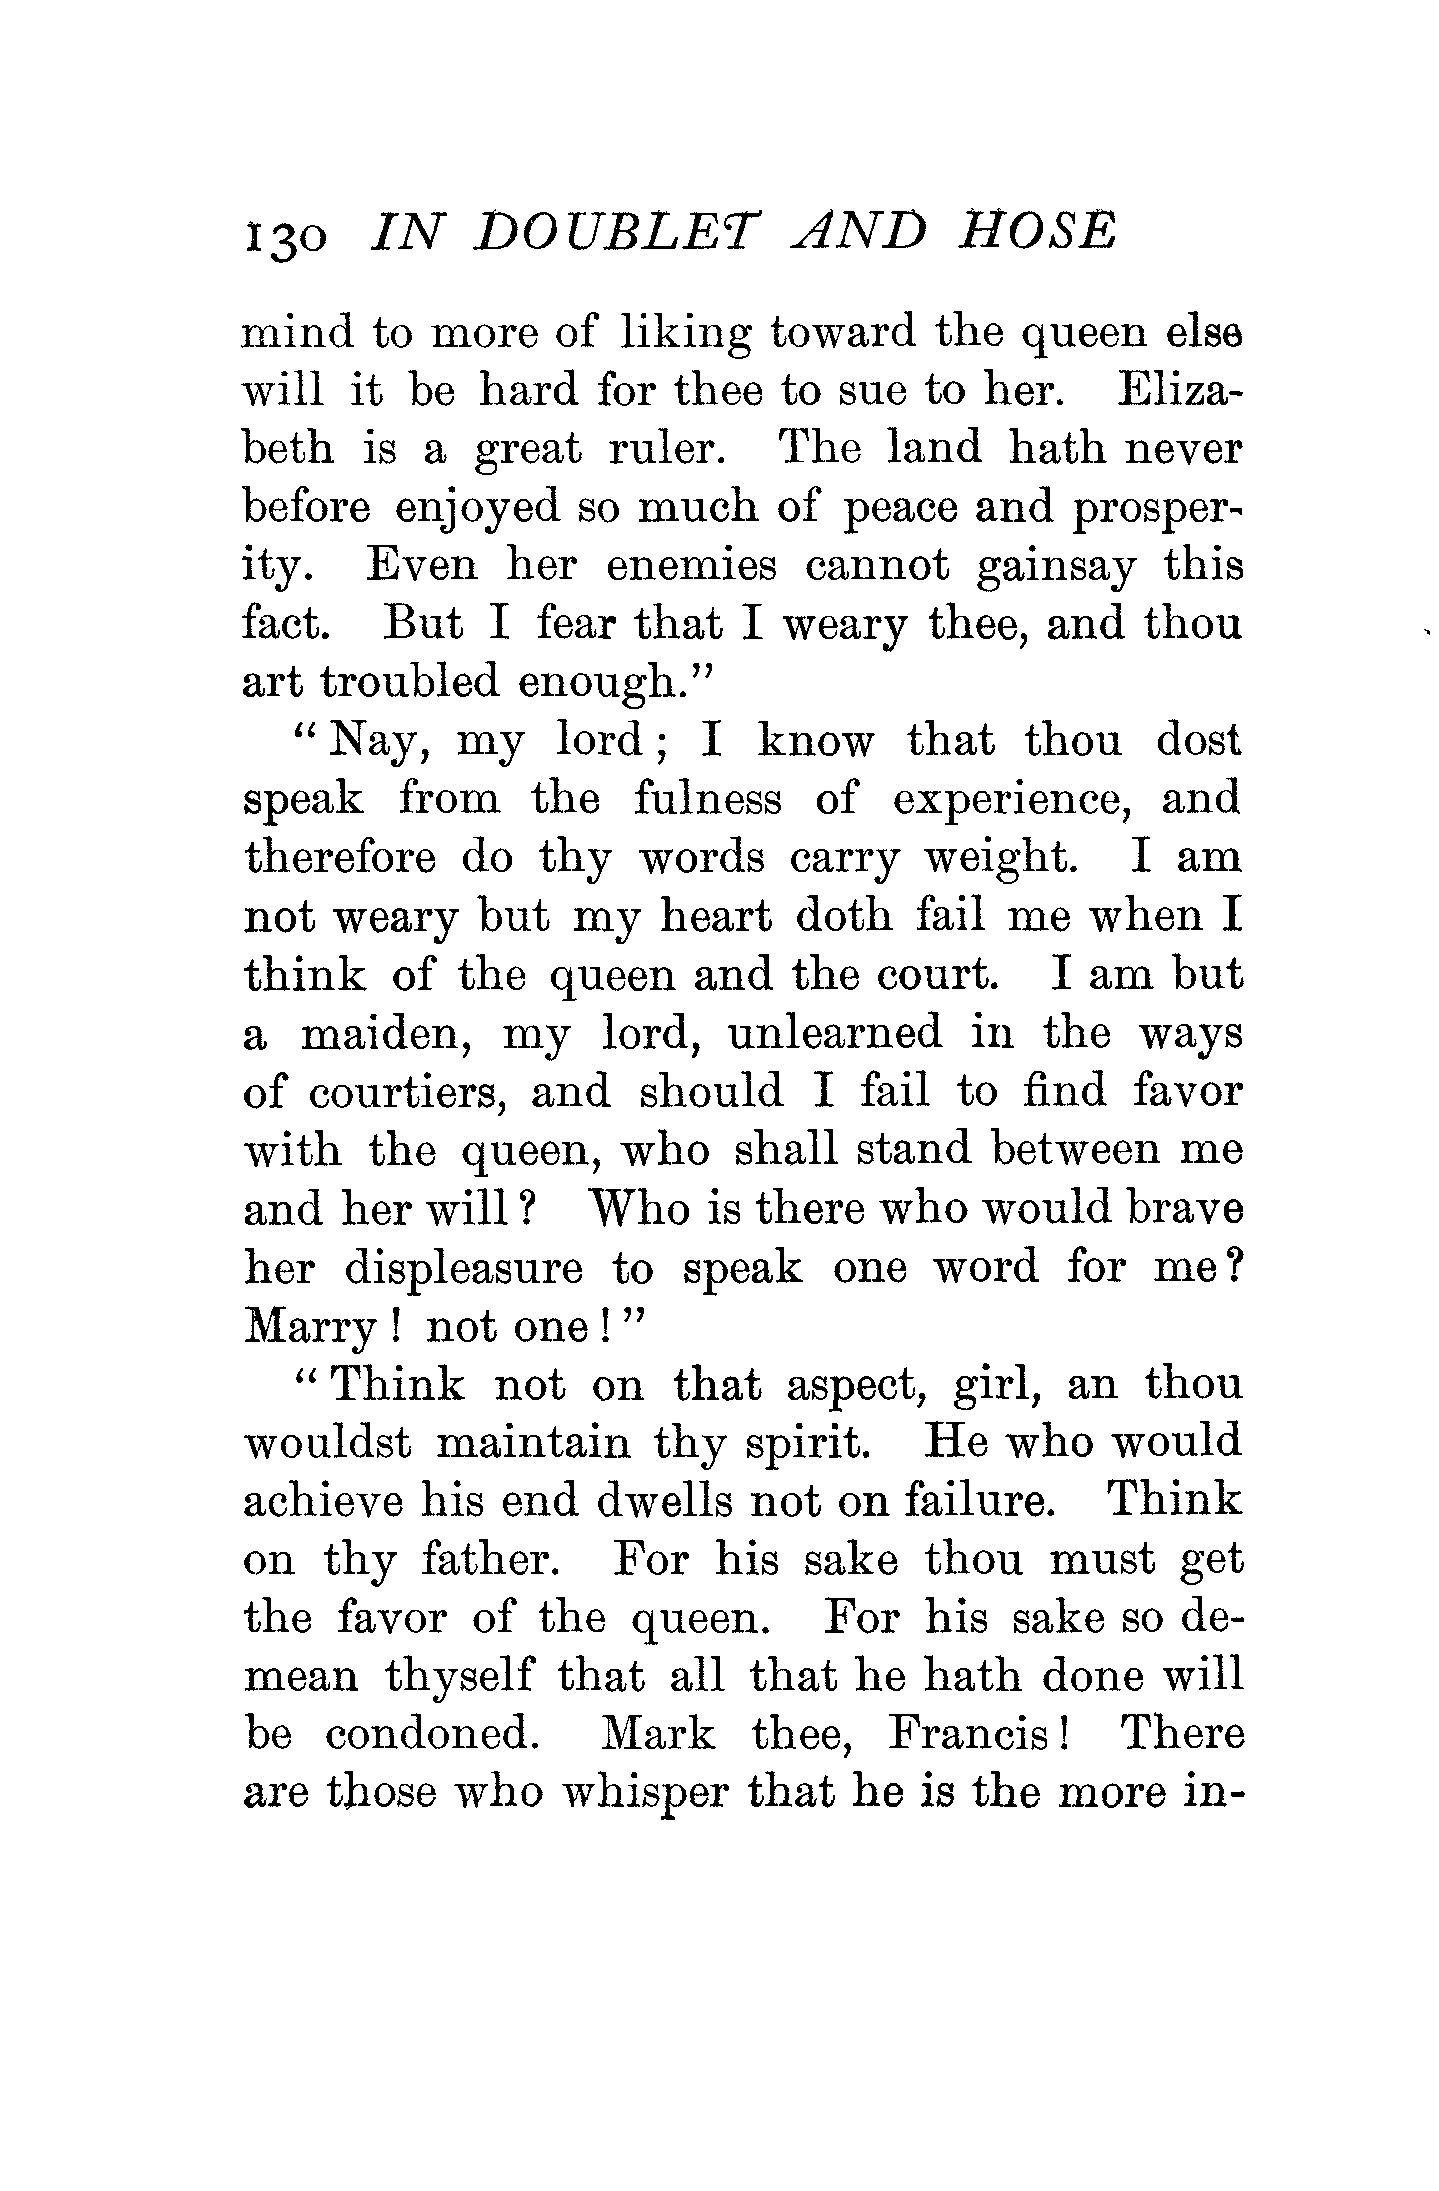 130 IN DOUBLET AND HOSE
mind to more of liking toward the queen else
will it be hard for thee to sue to her. Eliza-
beth is a great ruler. The land hath never
before enjoyed so much of peace and prosper-
ity. Even her enemies cannot gainsay this
fact. But I fear that I weary thee, and thou
art troubled enough."
"Nay, my lord; I know that thou dost
speak from the fulness of experience, and
therefore do thy words carry weight. I am
not weary but my heart doth fail me when I
think of the queen and the court. I am but
a maiden, my lord, unlearned in the ways
of courtiers, and should I fail to find favor
with the queen, who shall stand between me
and her will? Who is there who would brave
her displeasure to speak one word for me?
Marry! not one!"
"Think not on that aspect, girl, an thou
wouldst maintain thy spirit. He who would
achieve his end dwells not on failure. Think
on thy father. For his sake thou must get
the favor of the queen. For his sake so de-
mean thyself that all that he hath done will
be condoned. Mark thee, Francis! There
are those who whisper that he is the more in-